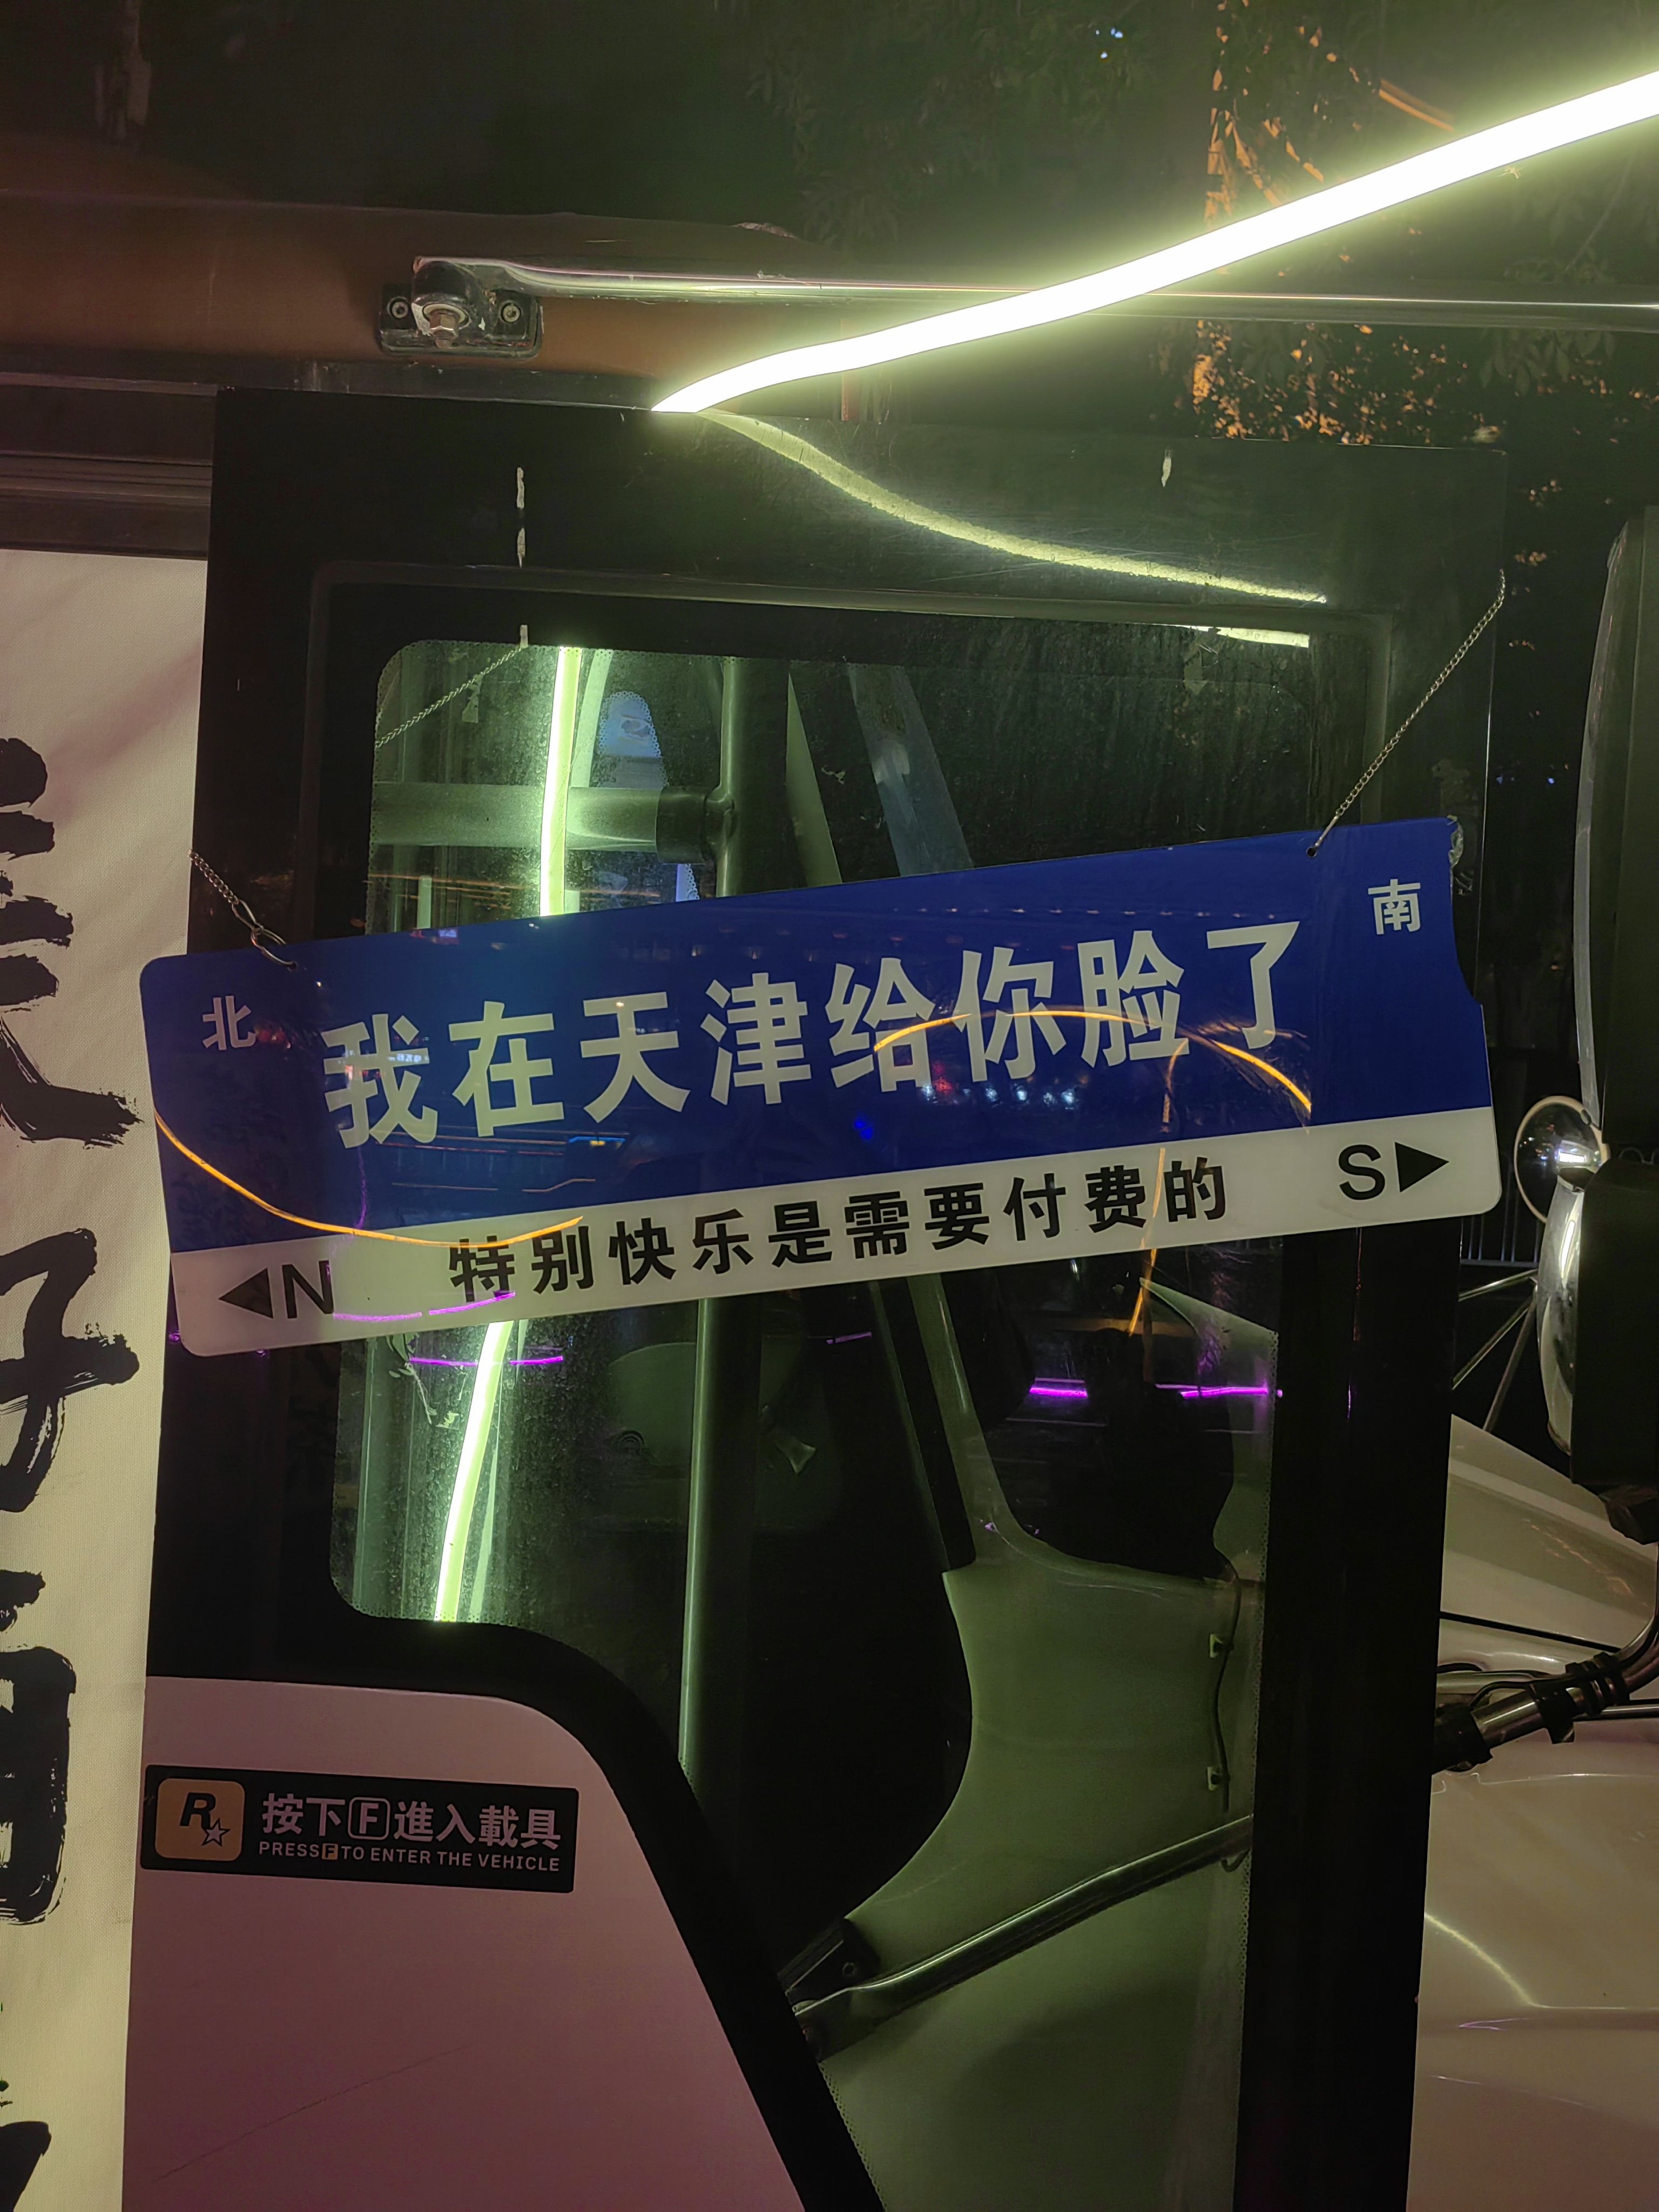 北 南
我在天津给你脸了
◀N 特别快乐是需要付费的 S▶
R
按下F進入載具
PRESS F TO ENTER THE VEHICLE